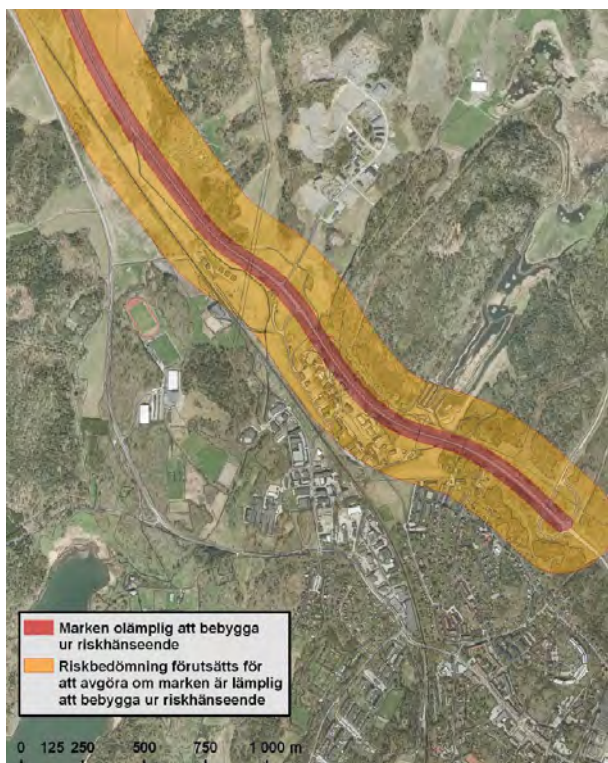 Marken olämplig att bebygga
ur riskhänseende
Riskbedömning förutsätts för
att avgöra om marken är lämplig
att bebygga ur riskhänseende
0 125 250 500 750 1 000 m